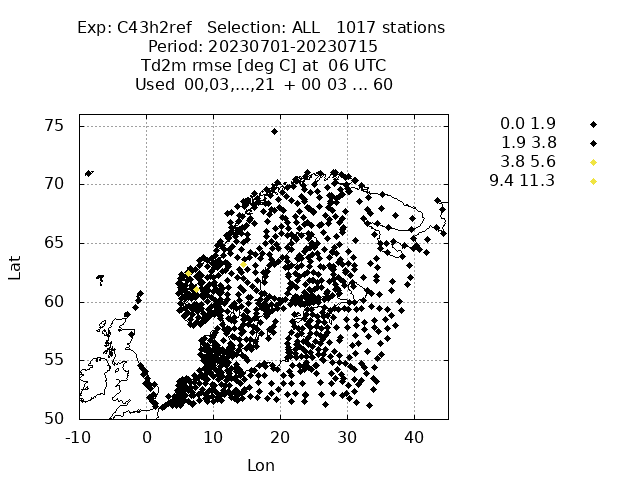 Exp: C43h2ref   Selection: ALL   1017 stations
Period: 20230701-20230715
Td2m rmse [deg C] at  06 UTC
Used  00,03,...,21  + 00 03 ... 60
0.0 1.9
1.9 3.8
3.8 5.6
9.4 11.3
75
70
65
60
55
50
Lat
-10 0 10 20 30 40
Lon